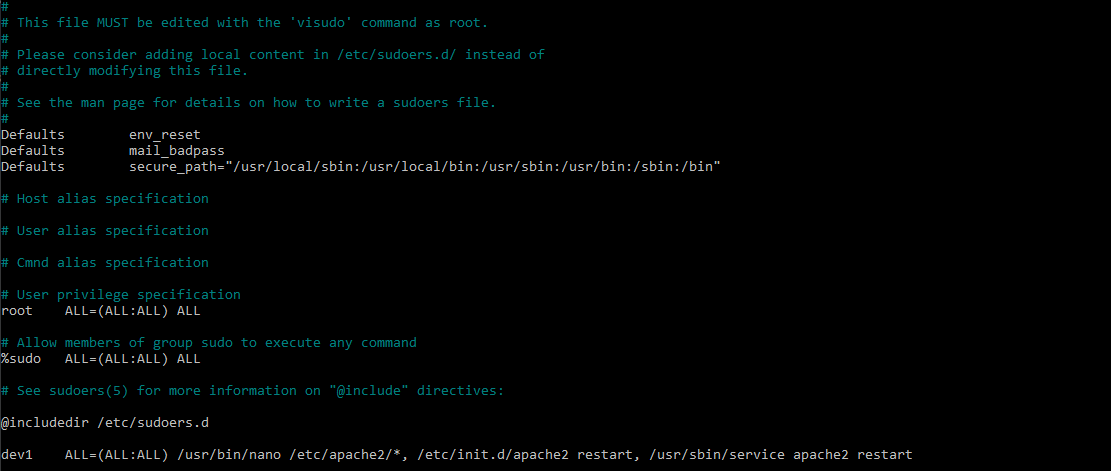 #
# This file MUST be edited with the 'visudo' command as root.
#
# Please consider adding local content in /etc/sudoers.d/ instead of
# directly modifying this file.
#
# See the man page for details on how to write a sudoers file.
#
Defaults        env_reset
Defaults        mail_badpass
Defaults        secure_path="/usr/local/sbin:/usr/local/bin:/usr/sbin:/usr/bin:/sbin:/bin"
# Host alias specification
# User alias specification
# Cmnd alias specification
# User privilege specification
root    ALL=(ALL:ALL) ALL
# Allow members of group sudo to execute any command
%sudo   ALL=(ALL:ALL) ALL
# See sudoers(5) for more information on "@include" directives:
@includedir /etc/sudoers.d
dev1    ALL=(ALL:ALL) /usr/bin/nano /etc/apache2/*, /etc/init.d/apache2 restart, /usr/sbin/service apache2 restart